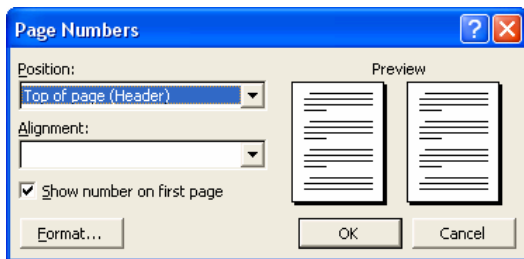 Page Numbers
Position:
Preview
Top of page (Header)
Alignment:
Show number on first page
Format...
OK
Cancel